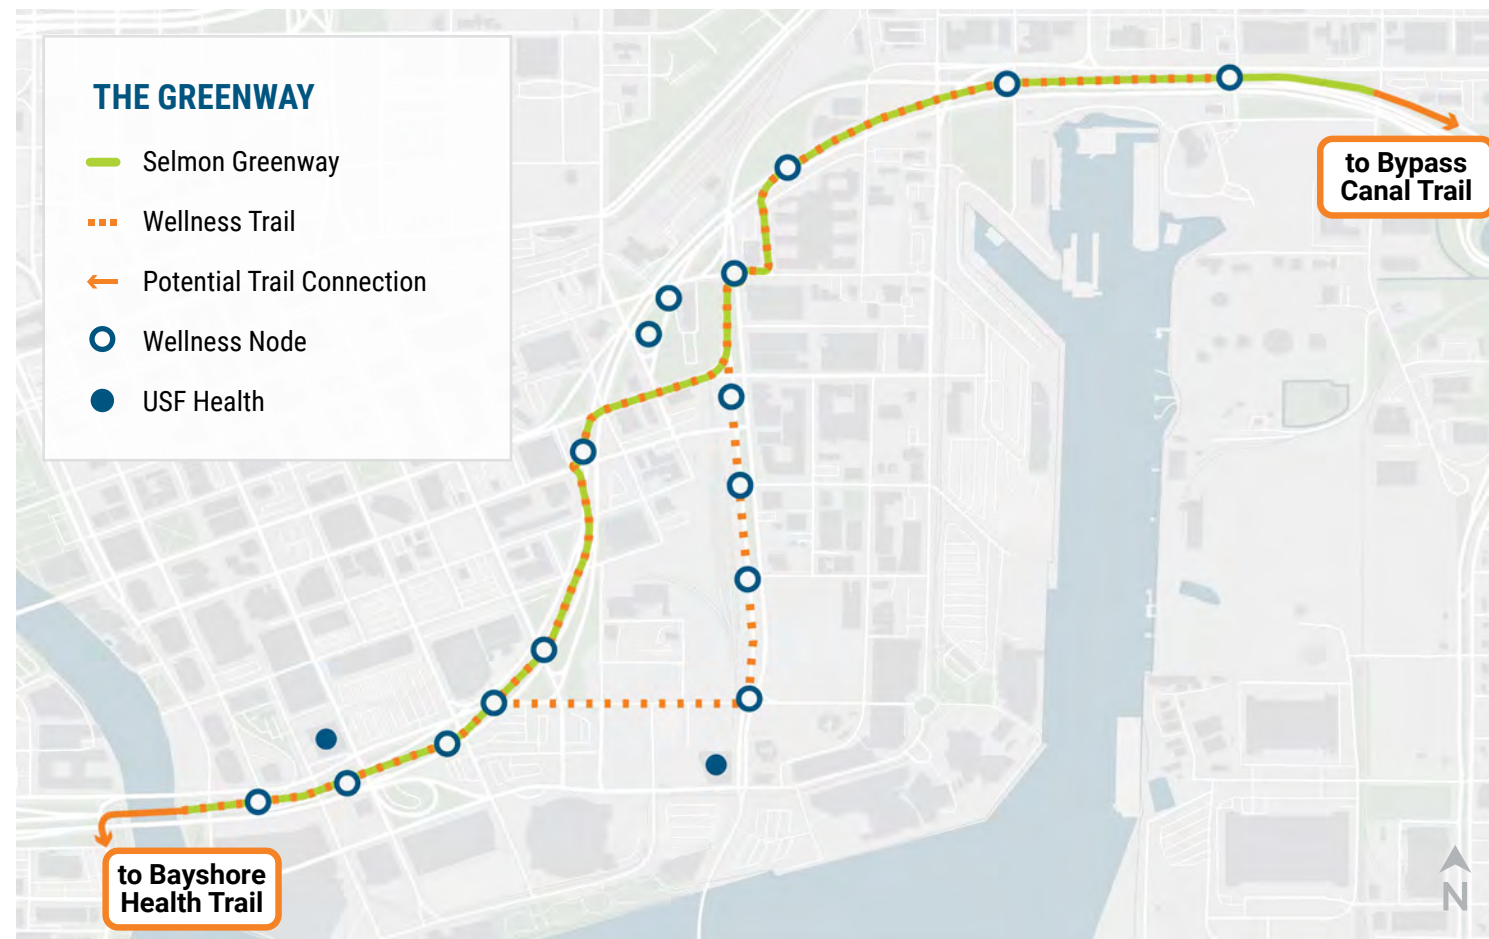 THE GREENWAY
Selmon Greenway
Wellness Trail
Potential Trail Connection
Wellness Node
USF Health
to Bypass
Canal Trail
to Bayshore
Health Trail
N